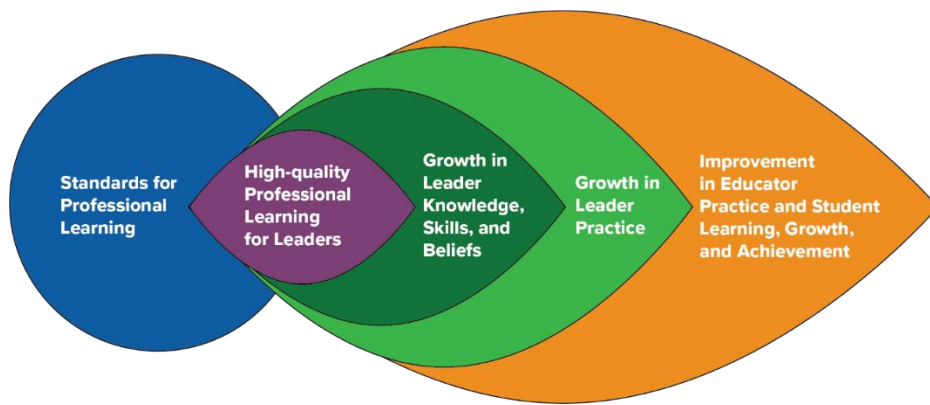 Standards for
Professional
Learning
High-quality
Professional
Learning
for Leaders
Growth in
Leader
Knowledge,
Skills, and
Beliefs
Growth in
Leader
Practice
Improvement
in Educator
Practice and Student
Learning, Growth,
and Achievement